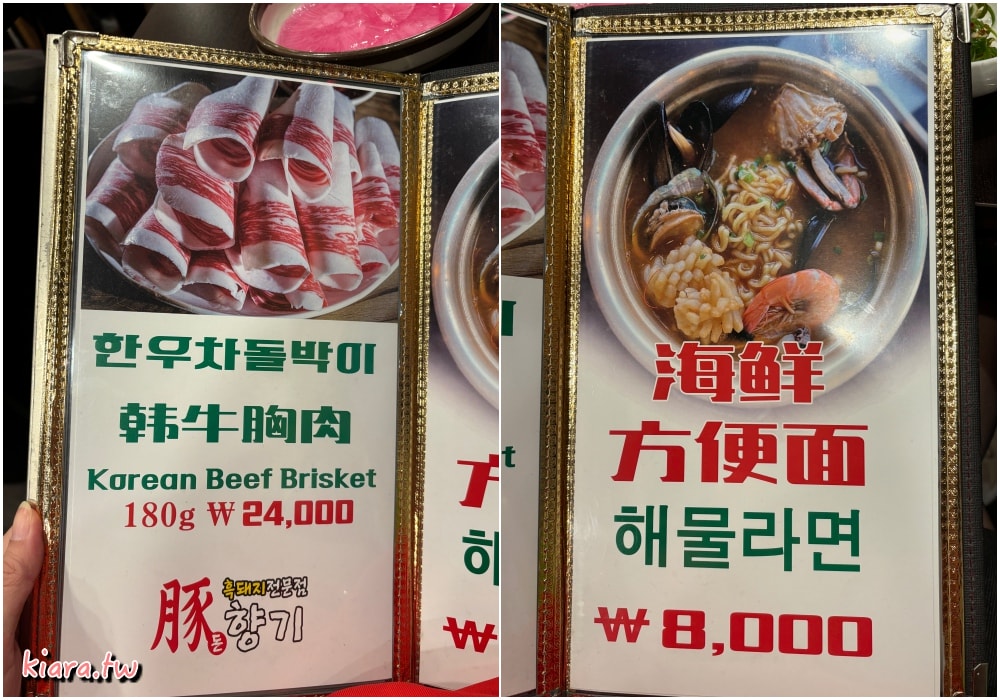 한우차돌박이
韩牛胸肉
Korean Beef Brisket
180g ₩ 24,000
豚
돈
흑돼지전문점
향기
kiara.tw
海鲜
方便面
해물라면
₩ 8,000